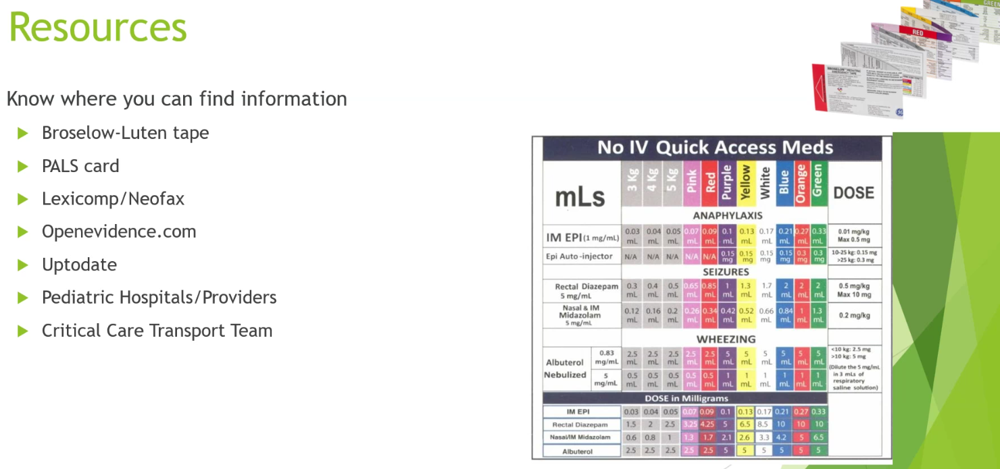 Resources
Know where you can find information
Broselow-Luten tape
PALS card
Lexicomp/Neofax
Openevidence.com
Uptodate
Pediatric Hospitals/Providers
Critical Care Transport Team
GREEN
RED
BROSELOW PEDIATRIC
EMERGENCY TAPE
No IV Quick Access Meds
mLs 3 Kg 4 Kg 5 Kg Pink Red Purple Yellow White Blue Orange Green DOSE
ANAPHYLAXIS
IM EPI (1 mg/mL) 0.03 mL 0.04 mL 0.05 mL 0.07 mL 0.09 mL 0.1 mL 0.13 mL 0.17 mL 0.21 mL 0.27 mL 0.33 mL 0.01 mg/kg Max 0.5 mg
Epi Auto-injector N/A N/A N/A N/A N/A 0.15 mg 0.15 mg 0.15 mg 0.15 mg 0.3 mg 0.3 mg 10-25 kg: 0.15 mg >25 kg: 0.3 mg
SEIZURES
Rectal Diazepam 5 mg/mL 0.3 mL 0.4 mL 0.5 mL 0.65 mL 0.85 mL 1 mL 1.3 mL 1.7 mL 2 mL 2 mL 2 mL 0.5 mg/kg Max 10 mg
Nasal & IM Midazolam 5 mg/mL 0.12 mL 0.16 mL 0.2 mL 0.26 mL 0.34 mL 0.42 mL 0.52 mL 0.66 mL 0.84 mL 1 mL 1.3 mL 0.2 mg/kg
WHEEZING
Albuterol Nebulized 0.83 mg/mL 2.5 mL 2.5 mL 2.5 mL 2.5 mL 2.5 mL 5 mL 5 mL 5 mL 5 mL 5 mL 5 mL <10 kg: 2.5 mg >10 kg: 5 mg
5 mg/mL 0.5 mL 0.5 mL 0.5 mL 0.5 mL 0.5 mL 1 mL 1 mL 1 mL 1 mL 1 mL 1 mL (Dilute the 5 mg/mL in 3 mLs of respiratory saline solution)
DOSE in Milligrams
IM EPI 0.03 0.04 0.05 0.07 0.09 0.1 0.13 0.17 0.21 0.27 0.33
Rectal Diazepam 1.5 2 2.5 3.25 4.25 5 6.5 8.5 10 10 10
Nasal/IM Midazolam 0.6 0.8 1 1.3 1.7 2.1 2.6 3.3 4.2 5 6.5
Albuterol 2.5 2.5 2.5 2.5 2.5 5 5 5 5 5 5